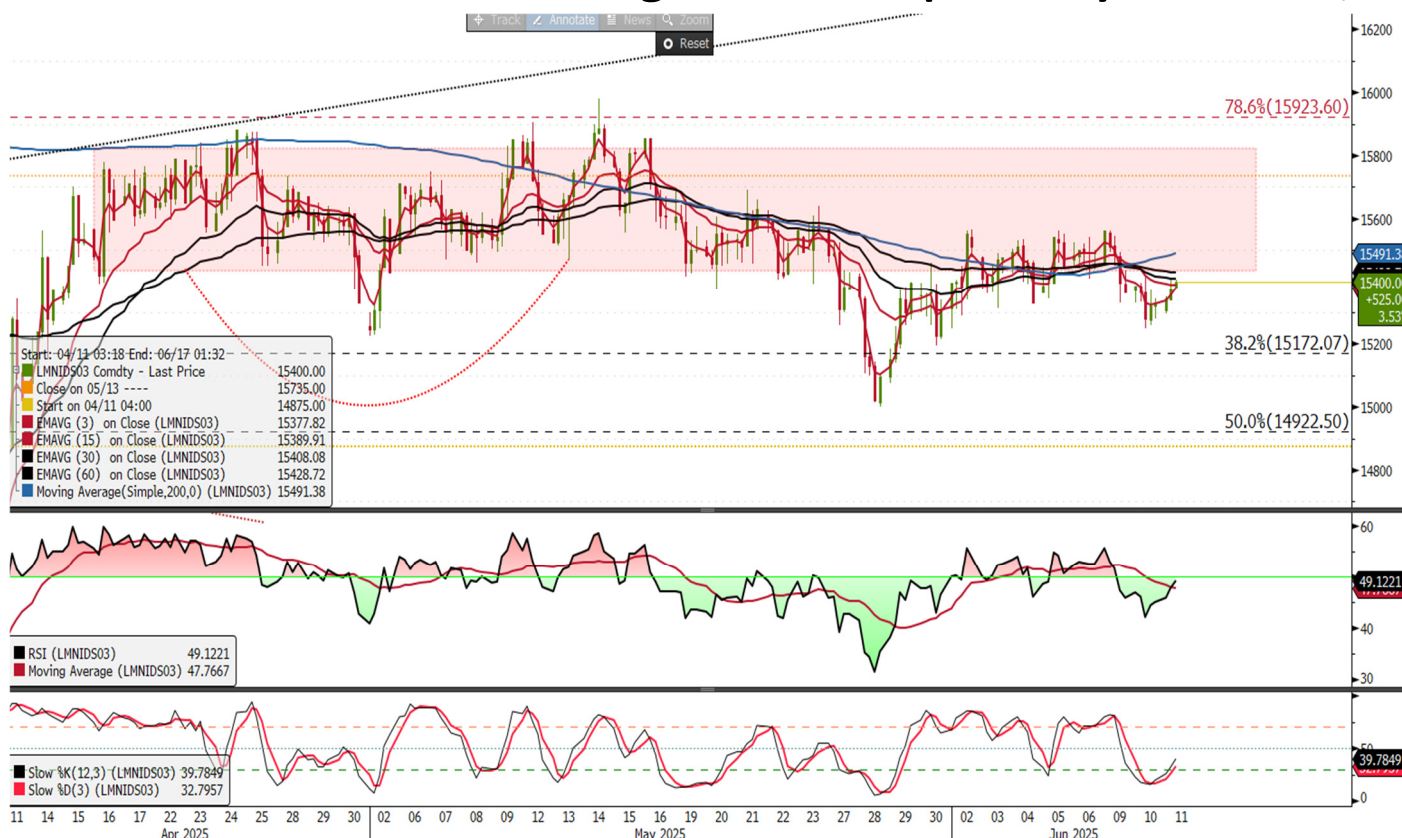 Track Annotate News Zoom
Reset
16200
16000
15800
15600
15200
15000
14800
78.6%(15923.60)
38.2%(15172.07)
50.0%(14922.50)
15491.38
15400.00
+525.00
3.53%
Start: 04/11 03:18 End: 06/17 01:32
LMNIDS03 Comdty - Last Price 15400.00
Close on 05/13 ---- 15735.00
Start on 04/11 04:00 14875.00
EMAVG (3) on Close (LMNIDS03) 15377.82
EMAVG (15) on Close (LMNIDS03) 15389.91
EMAVG (30) on Close (LMNIDS03) 15408.08
EMAVG (60) on Close (LMNIDS03) 15428.72
Moving Average(Simple,200,0) (LMNIDS03) 15491.38
60
49.1221
40
30
RSI (LMNIDS03) 49.1221
Moving Average (LMNIDS03) 47.7667
50
39.7849
32.7957
0
Slow %K(12,3) (LMNIDS03) 39.7849
Slow %D(3) (LMNIDS03) 32.7957
11 14 15 16 17 22 23 24 25 28 29 30 02 06 07 08 09 12 13 14 15 16 19 20 21 22 23 27 28 29 30 02 03 04 05 06 09 10 11
Apr 2025 May 2025 Jun 2025